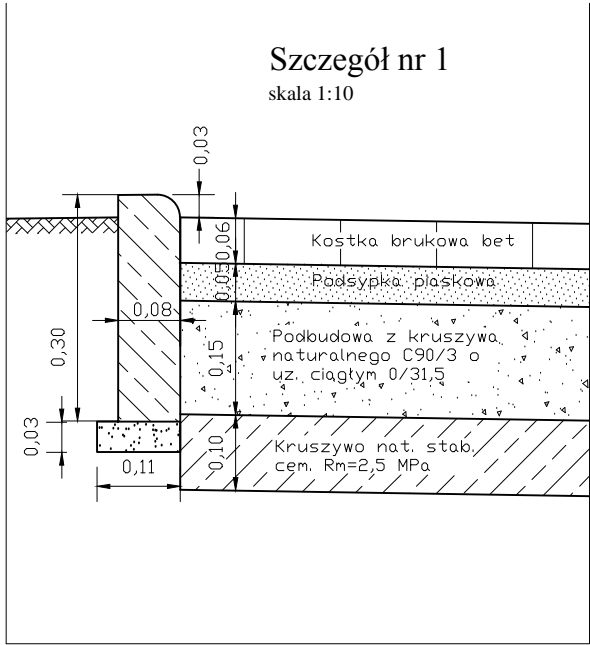 Szczegół nr 1
skala 1:10
0,03
0,06
Kostka brukowa bet
0,05
Podsypka piaskowa
0,08
0,30
0,15
Podbudowa z kruszywa
naturalnego C90/3 o
uz. ciągłym 0/31,5
0,03
0,10
Kruszywo nat. stab.
cem. Rm=2,5 MPa
0,11